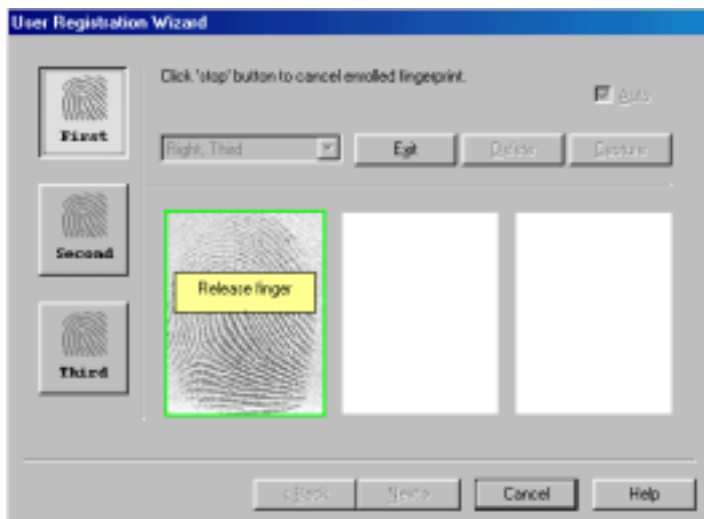 User Registration Wizard
Click 'stop' button to cancel enrolled fingerprint.
Auto
First
Right, Third
Exit
Delete
Capture
Second
Release finger
Third
< Back
Next >
Cancel
Help